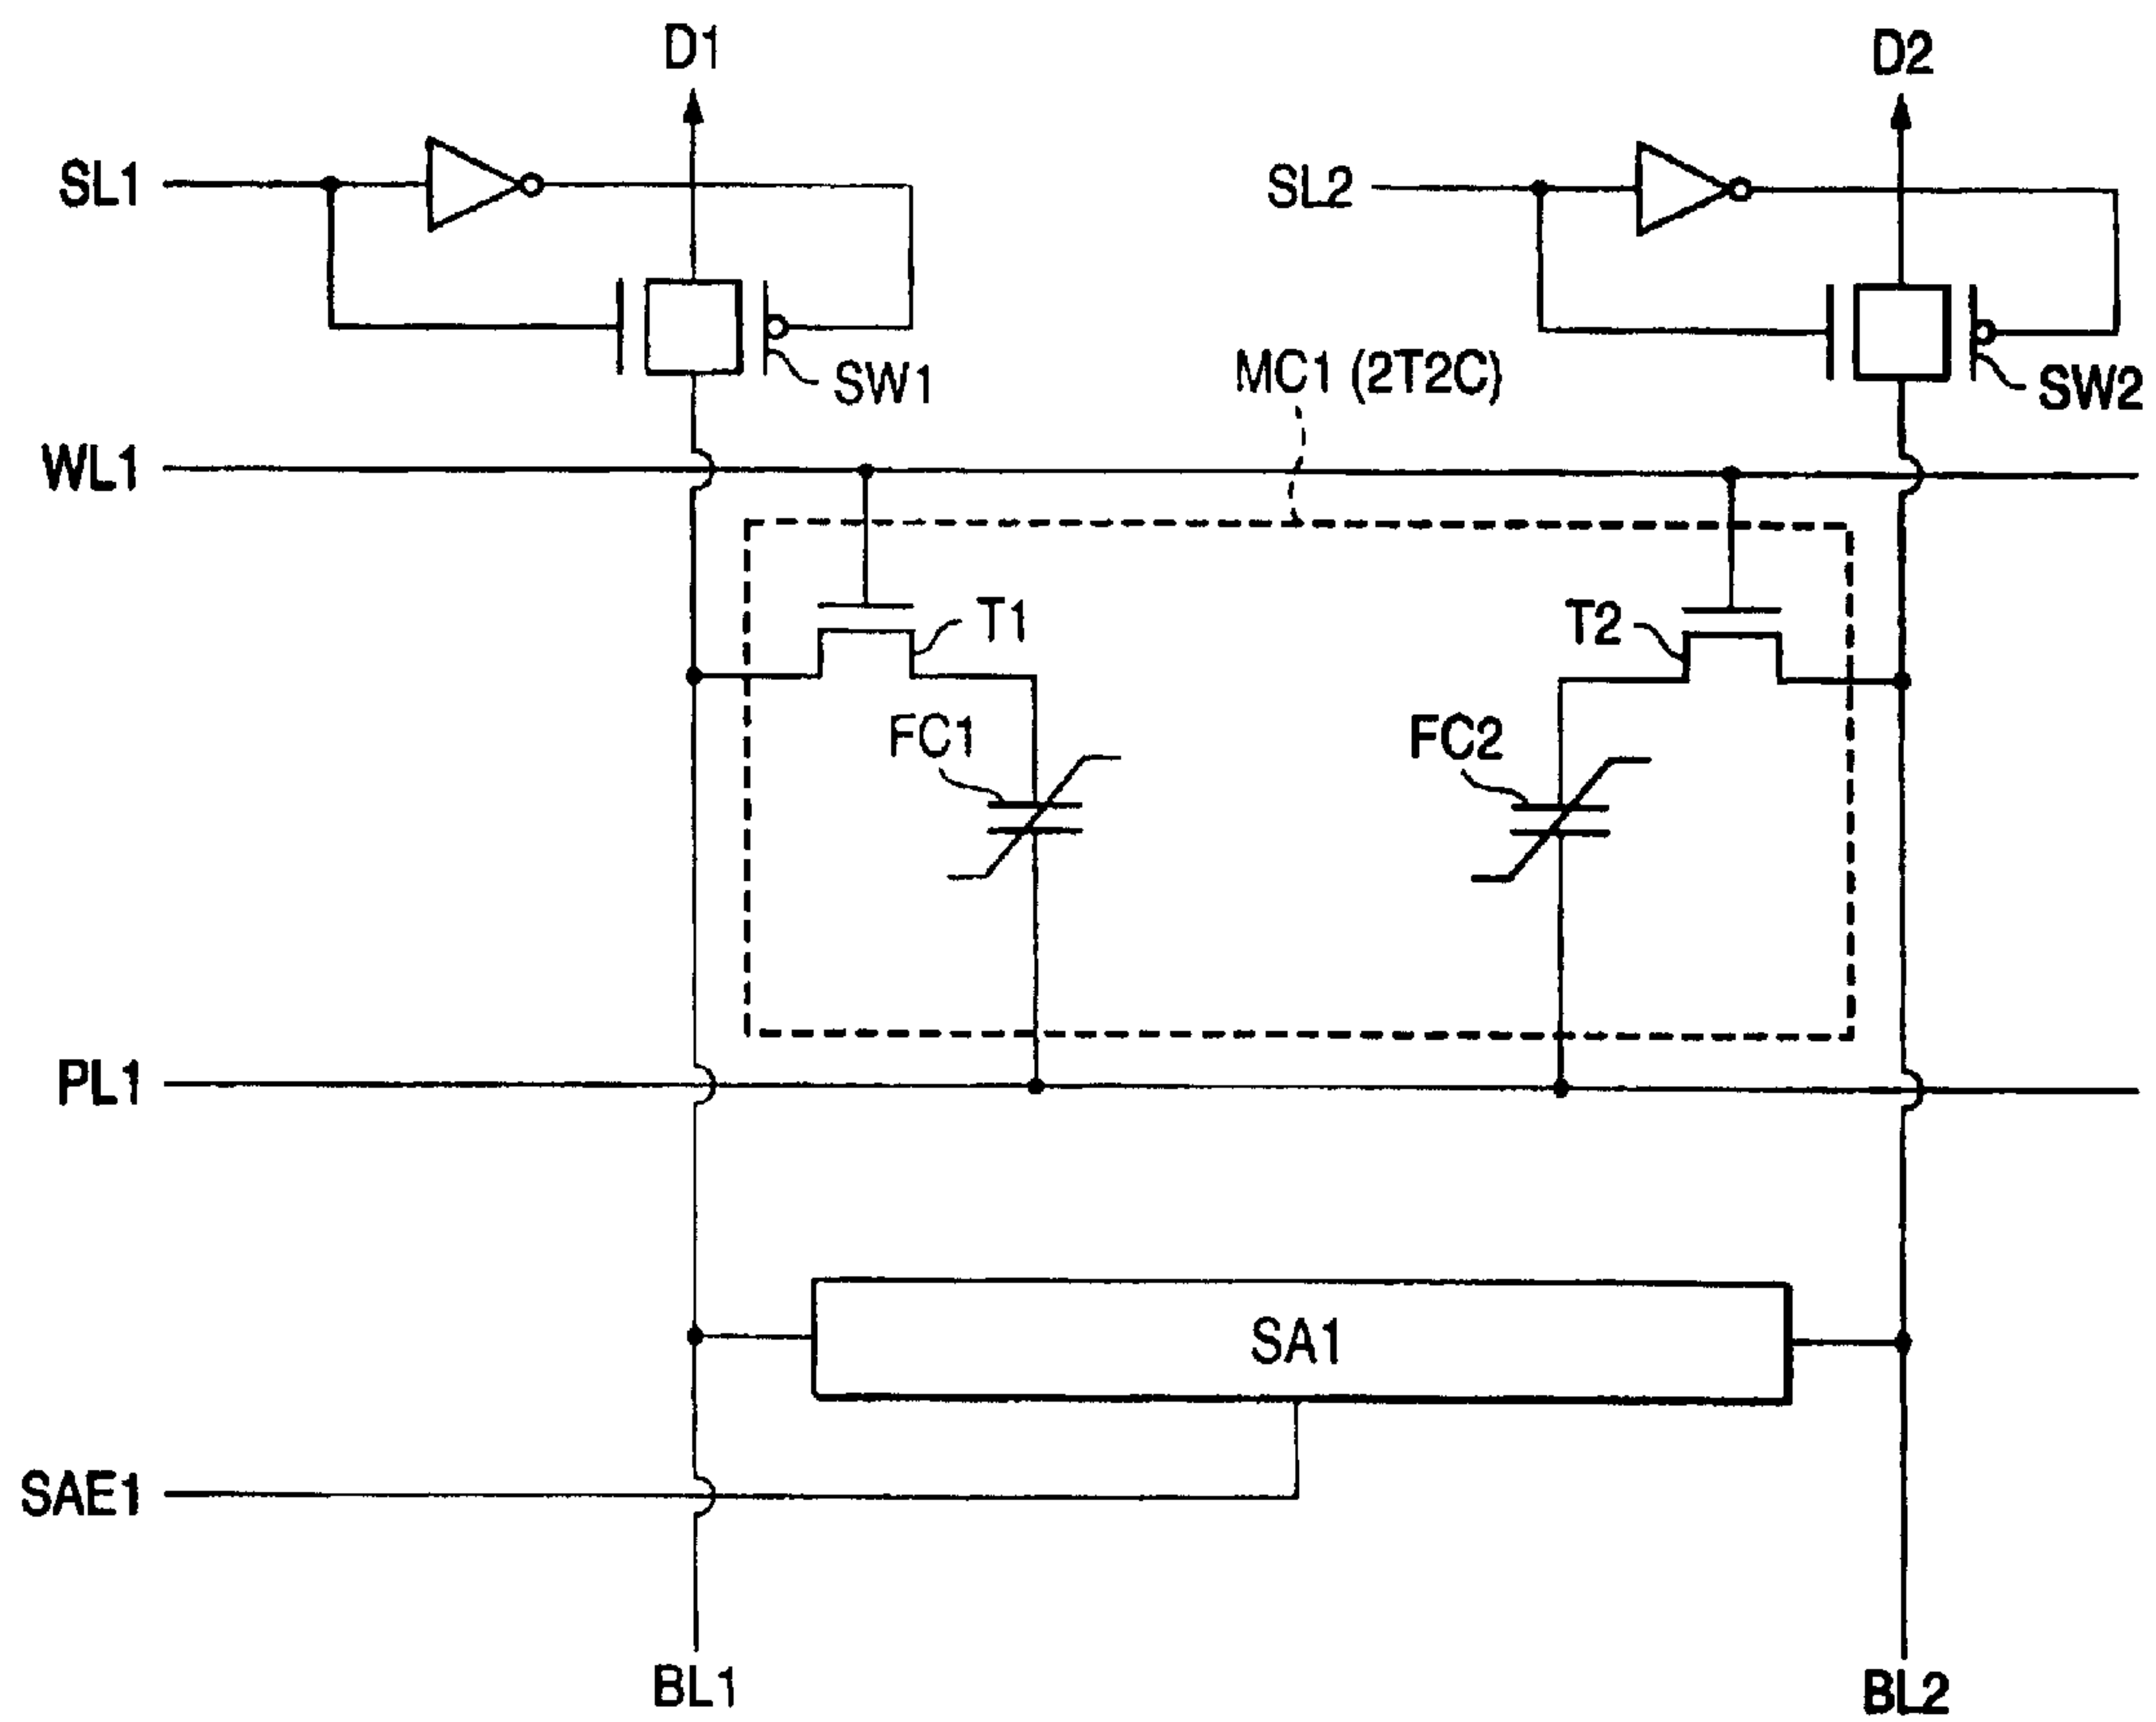 D1
D2
SL1
SL2
SW1
MC1 (2T2C)
SW2
WL1
T1
T2
FC1
FC2
PL1
SA1
SAE1
BL1
BL2